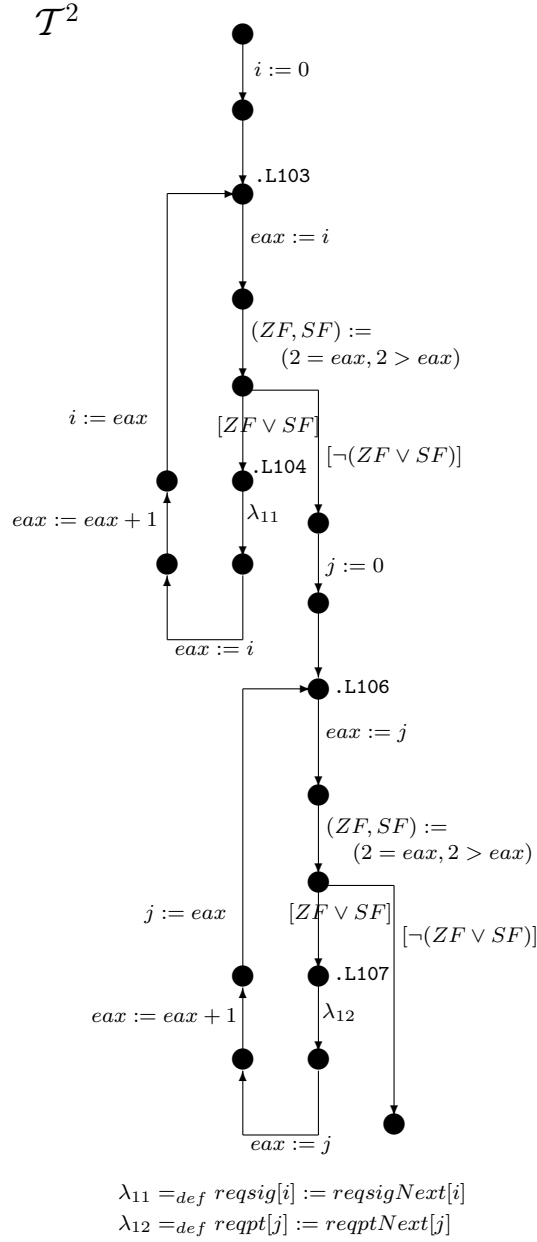 𝒯²
i := 0
.L103
eax := i
(ZF, SF) :=
(2 = eax, 2 > eax)
i := eax
[ZF ∨ SF]
[¬(ZF ∨ SF)]
.L104
eax := eax + 1
λ₁₁
j := 0
eax := i
.L106
eax := j
(ZF, SF) :=
(2 = eax, 2 > eax)
j := eax
[ZF ∨ SF]
[¬(ZF ∨ SF)]
.L107
eax := eax + 1
λ₁₂
eax := j
λ₁₁ =def reqsig[i] := reqsigNext[i]
λ₁₂ =def reqpt[j] := reqptNext[j]